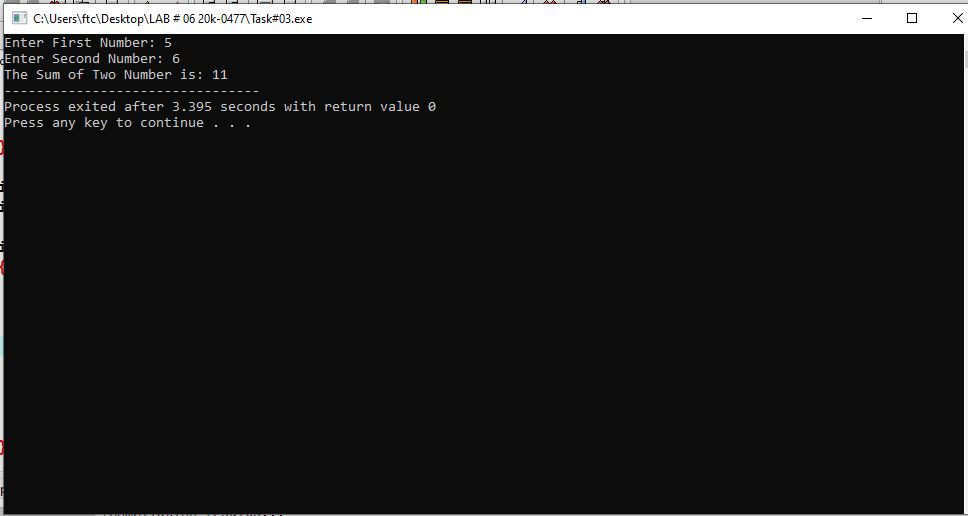 C:\Users\ftc\Desktop\LAB # 06 20k-0477\Task#03.exe
Enter First Number: 5
Enter Second Number: 6
The Sum of Two Number is: 11
--------------------------------
Process exited after 3.395 seconds with return value 0
Press any key to continue . . .